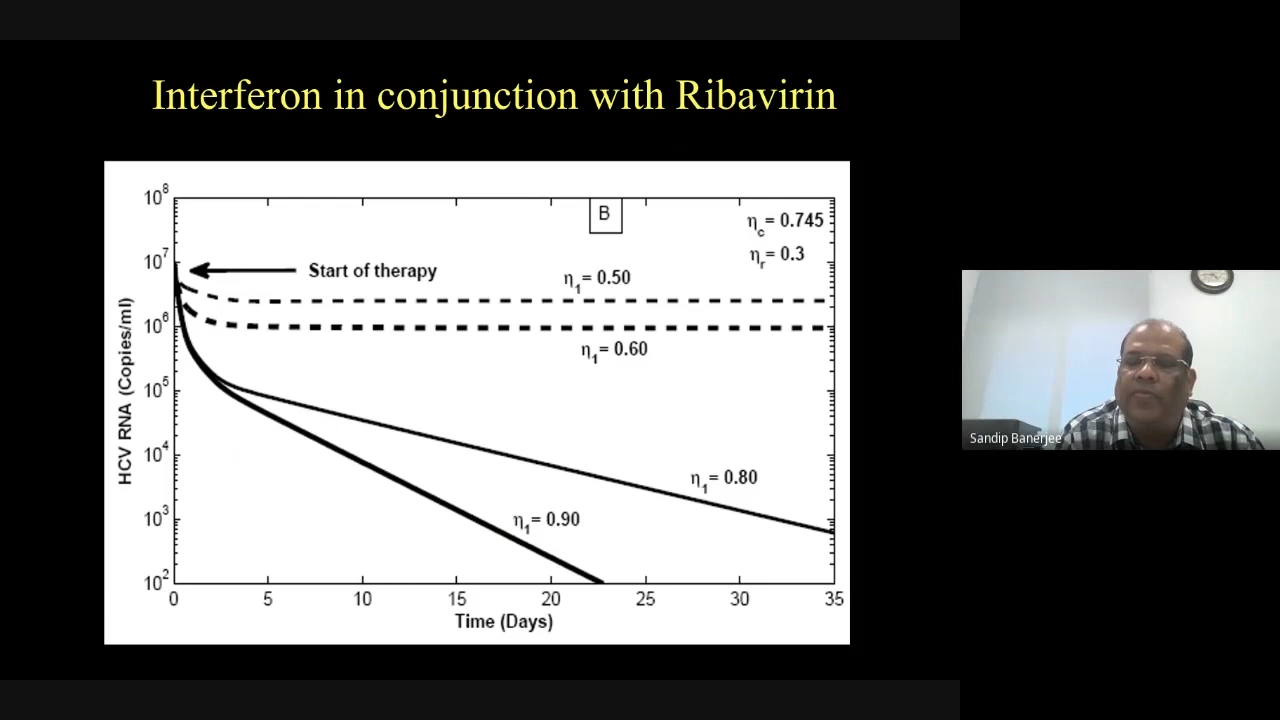 Interferon in conjunction with Ribavirin
10^8
10^7
10^6
10^5
10^4
10^3
10^2
HCV RNA (Copies/ml)
B
η_c= 0.745
η_r= 0.3
Start of therapy
η_1= 0.50
η_1= 0.60
η_1= 0.80
η_1= 0.90
0 5 10 15 20 25 30 35
Time (Days)
Sandip Banerjee